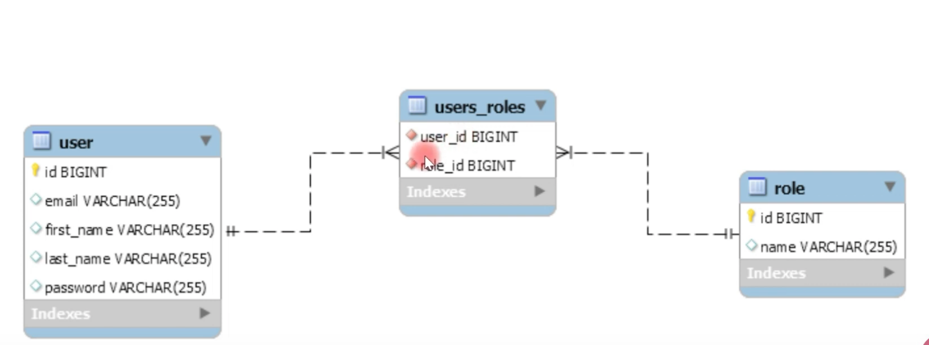 user
id BIGINT
email VARCHAR(255)
first_name VARCHAR(255)
last_name VARCHAR(255)
password VARCHAR(255)
Indexes
users_roles
user_id BIGINT
role_id BIGINT
Indexes
role
id BIGINT
name VARCHAR(255)
Indexes